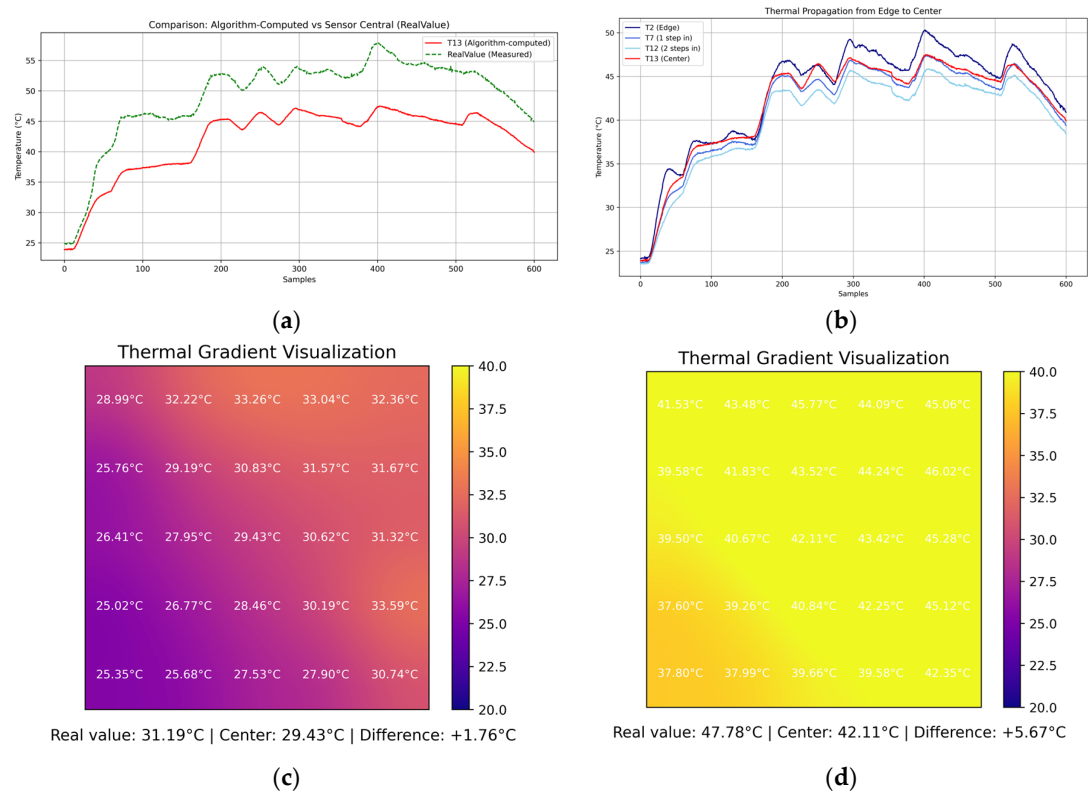 Comparison: Algorithm-Computed vs Sensor Central (RealValue)
T13 (Algorithm-computed)
RealValue (Measured)
Temperature (°C)
55
50
45
40
35
30
25
0 100 200 300 400 500 600
Samples
(a)
Thermal Propagation from Edge to Center
T2 (Edge)
T7 (1 step in)
T12 (2 steps in)
T13 (Center)
Temperature (°C)
50
45
40
35
30
25
0 100 200 300 400 500 600
Samples
(b)
Thermal Gradient Visualization
28.99°C 32.22°C 33.26°C 33.04°C 32.36°C
25.76°C 29.19°C 30.83°C 31.57°C 31.67°C
26.41°C 27.95°C 29.43°C 30.62°C 31.32°C
25.02°C 26.77°C 28.46°C 30.19°C 33.59°C
25.35°C 25.68°C 27.53°C 27.90°C 30.74°C
40.0
37.5
35.0
32.5
30.0
27.5
25.0
22.5
20.0
Real value: 31.19°C | Center: 29.43°C | Difference: +1.76°C
(c)
Thermal Gradient Visualization
41.53°C 43.48°C 45.77°C 44.09°C 45.06°C
39.58°C 41.83°C 43.52°C 44.24°C 46.02°C
39.50°C 40.67°C 42.11°C 43.42°C 45.28°C
37.60°C 39.26°C 40.84°C 42.25°C 45.12°C
37.80°C 37.99°C 39.66°C 39.58°C 42.35°C
40.0
37.5
35.0
32.5
30.0
27.5
25.0
22.5
20.0
Real value: 47.78°C | Center: 42.11°C | Difference: +5.67°C
(d)